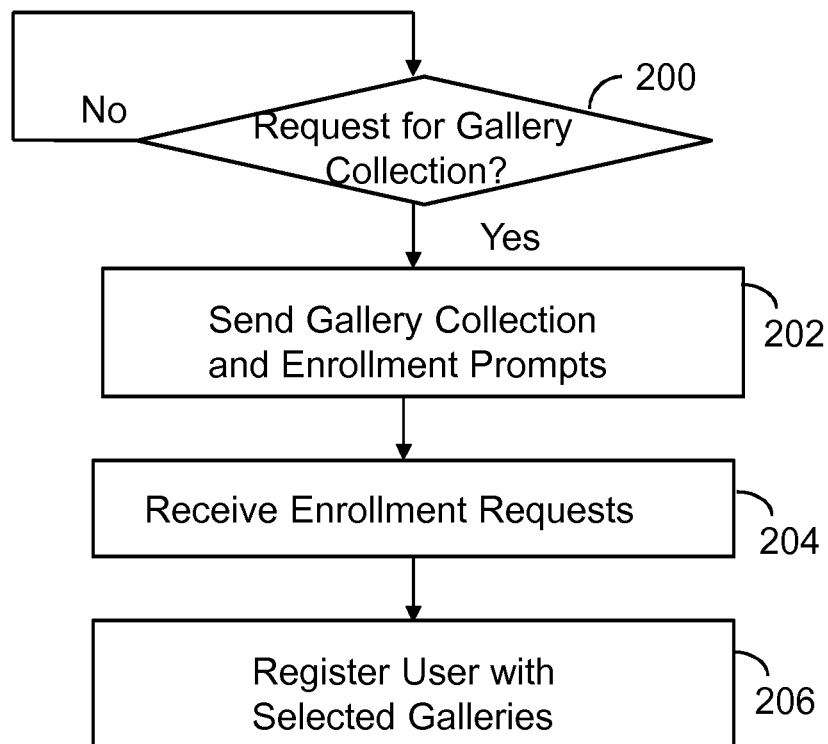 200
No
Request for Gallery
Collection?
Yes
Send Gallery Collection
and Enrollment Prompts
202
Receive Enrollment Requests
204
Register User with
Selected Galleries
206